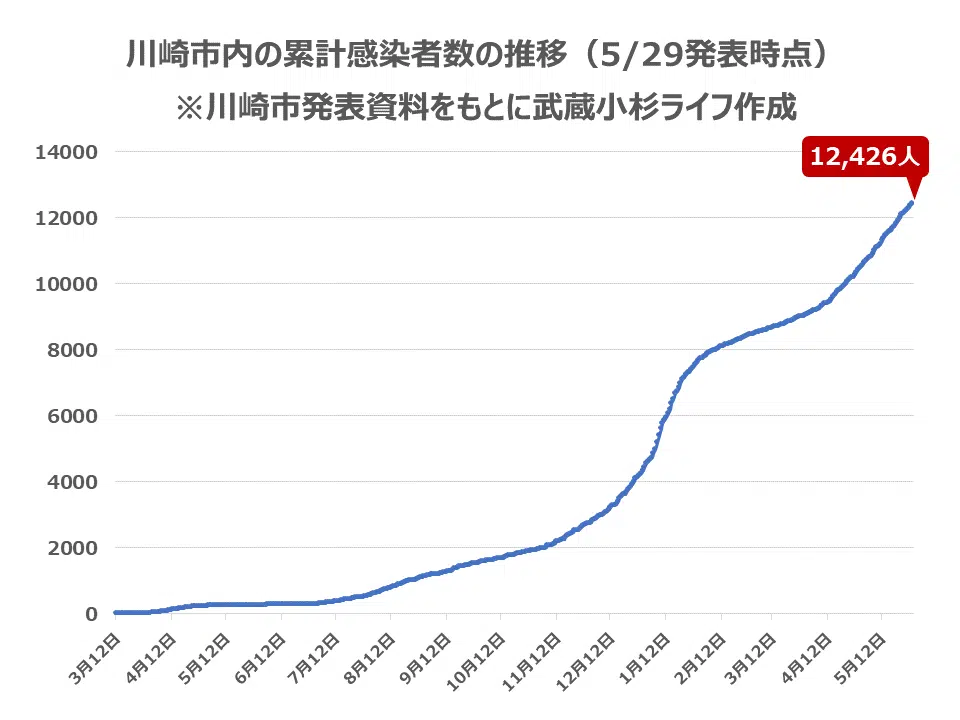 川崎市内の累計感染者数の推移（5/29発表時点）
※川崎市発表資料をもとに武蔵小杉ライフ作成
12,426人
14000
12000
10000
8000
6000
4000
2000
0
3月12日
4月12日
5月12日
6月12日
7月12日
8月12日
9月12日
10月12日
11月12日
12月12日
1月12日
2月12日
3月12日
4月12日
5月12日